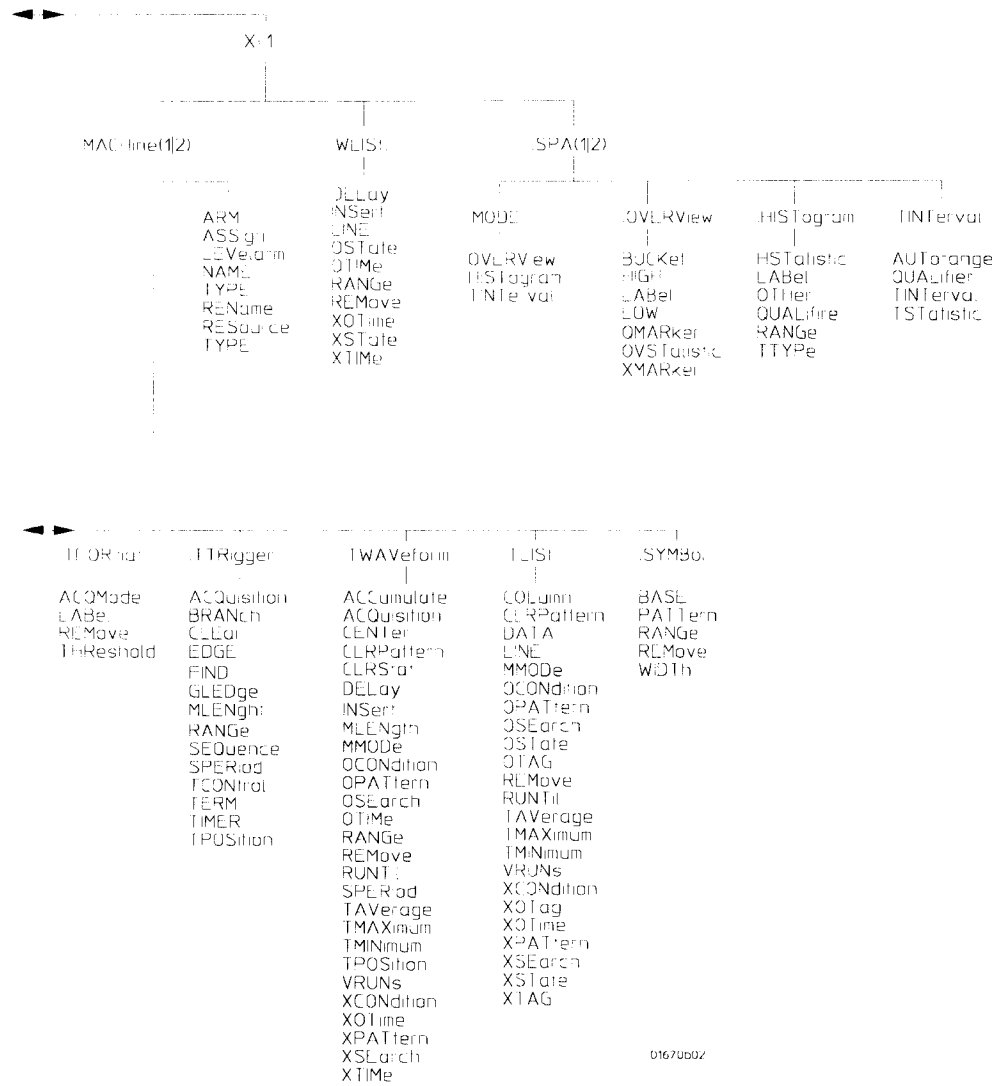 MACHine(1|2)
WLISt
:SPA(1|2)
ARM
ASSign
LEVelarm
NAME
TYPE
REName
RESource
TYPE
DELay
INSert
LINE
OSTate
OTIMe
RANGe
REMove
XOTime
XSTate
XTIMe
MODE
OVERView
HISTogram
TINTerval
:OVERView
BUCKet
HIGH
LABel
LOW
OMARker
OVSTatistic
XMARker
:HISTogram
HSTatistic
LABel
OTHer
QUALifire
RANGe
TTYPe
TINTerval
AUTorange
QUALifier
TINTerval
TSTatistic
TFORmat
ACQMode
LABel
REMove
THReshold
:TTRigger
ACQuisition
BRANch
CLEar
EDGE
FIND
GLEDge
MLENght
RANGe
SEQuence
SPERiod
TCONtrol
TERM
TIMER
TPOSition
TWAVeform
ACCumulate
ACQuisition
CENTer
CLRPattern
CLRStat
DELay
INSert
MLENgth
MMODe
OCONdition
OPATtern
OSEarch
OTIMe
RANGe
REMove
RUNTil
SPERiod
TAVerage
TMAXimum
TMINimum
TPOSition
VRUNs
XCONdition
XOTime
XPATtern
XSEarch
XTIMe
TLISt
COLumn
CLRPattern
DATA
LINE
MMODe
OCONdition
OPATtern
OSEarch
OSTate
OTAG
REMove
RUNTil
TAVerage
TMAXimum
TMINimum
VRUNs
XCONdition
XOTag
XOTime
XPATtern
XSEarch
XSTate
XTAG
:SYMBol
BASE
PATTern
RANGe
REMove
WIDTh
01670b02